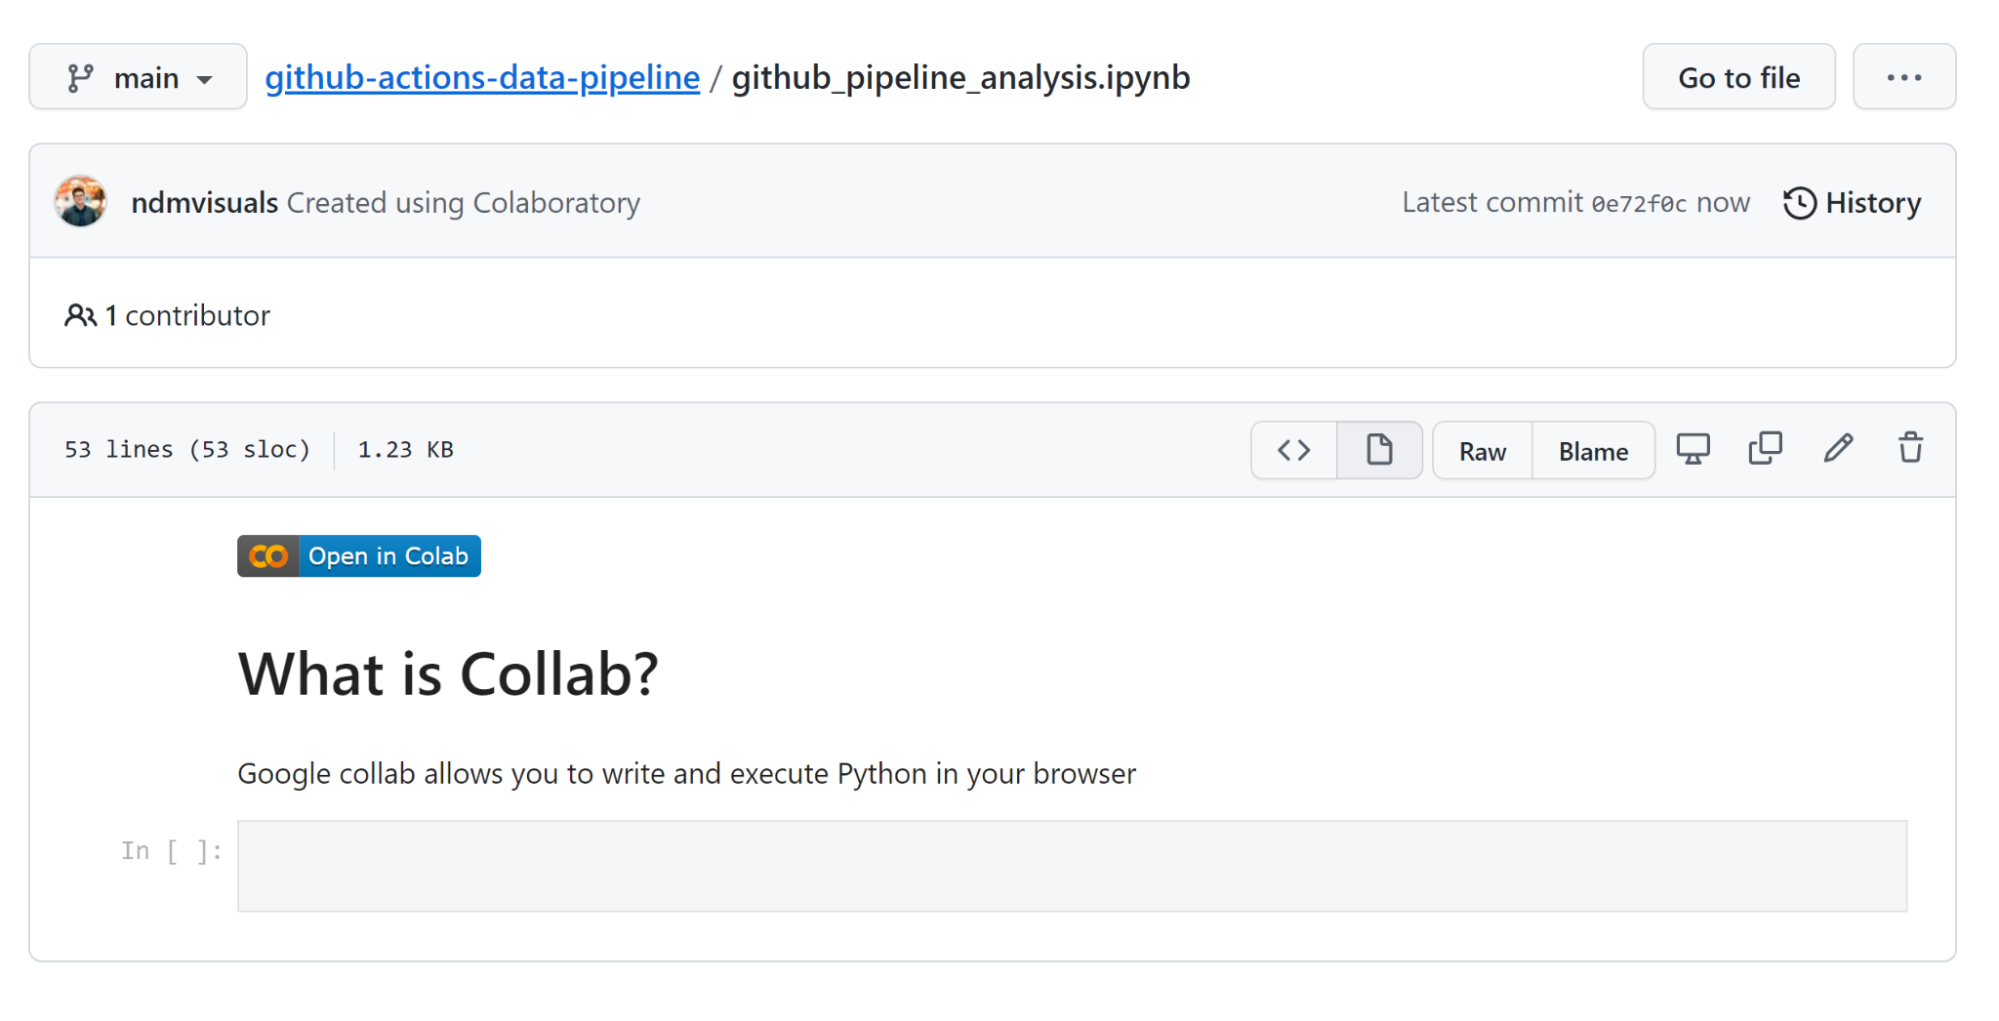 main github-actions-data-pipeline / github_pipeline_analysis.ipynb Go to file ...
ndmvisuals Created using Colaboratory Latest commit 0e72f0c now History
1 contributor
53 lines (53 sloc) 1.23 KB <> Raw Blame
CO Open in Colab
What is Collab?
Google collab allows you to write and execute Python in your browser
In [ ]: